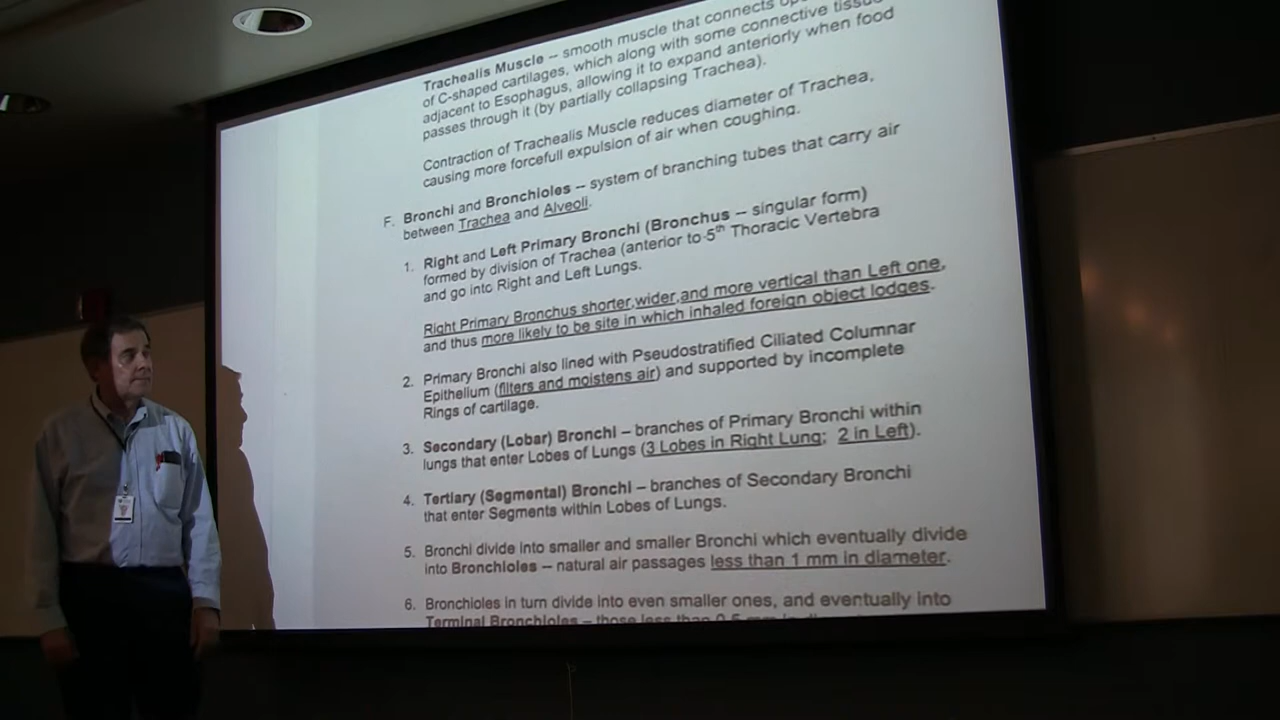 Trachealis Muscle – smooth muscle that connects
of C-shaped cartilages, which along with some connective
adjacent to Esophagus, allowing it to expand anteriorly when food
passes through it (by partially collapsing Trachea).
Contraction of Trachealis Muscle reduces diameter of Trachea,
causing more forcefull expulsion of air when coughing.
F. Bronchi and Bronchioles – system of branching tubes that carry air
between Trachea and Alveoli.
1. Right and Left Primary Bronchi (Bronchus – singular form)
formed by division of Trachea (anterior to 5th Thoracic Vertebra
and go into Right and Left Lungs.
Right Primary Bronchus shorter, wider, and more vertical than Left one,
and thus more likely to be site in which inhaled foreign object lodges.
2. Primary Bronchi also lined with Pseudostratified Ciliated Columnar
Epithelium (filters and moistens air) and supported by incomplete
Rings of cartilage.
3. Secondary (Lobar) Bronchi – branches of Primary Bronchi within
lungs that enter Lobes of Lungs (3 Lobes in Right Lung; 2 in Left).
4. Tertiary (Segmental) Bronchi – branches of Secondary Bronchi
that enter Segments within Lobes of Lungs.
5. Bronchi divide into smaller and smaller Bronchi which eventually divide
into Bronchioles – natural air passages less than 1 mm in diameter.
6. Bronchioles in turn divide into even smaller ones, and eventually into
Terminal Bronchioles – those less than 0.5 mm